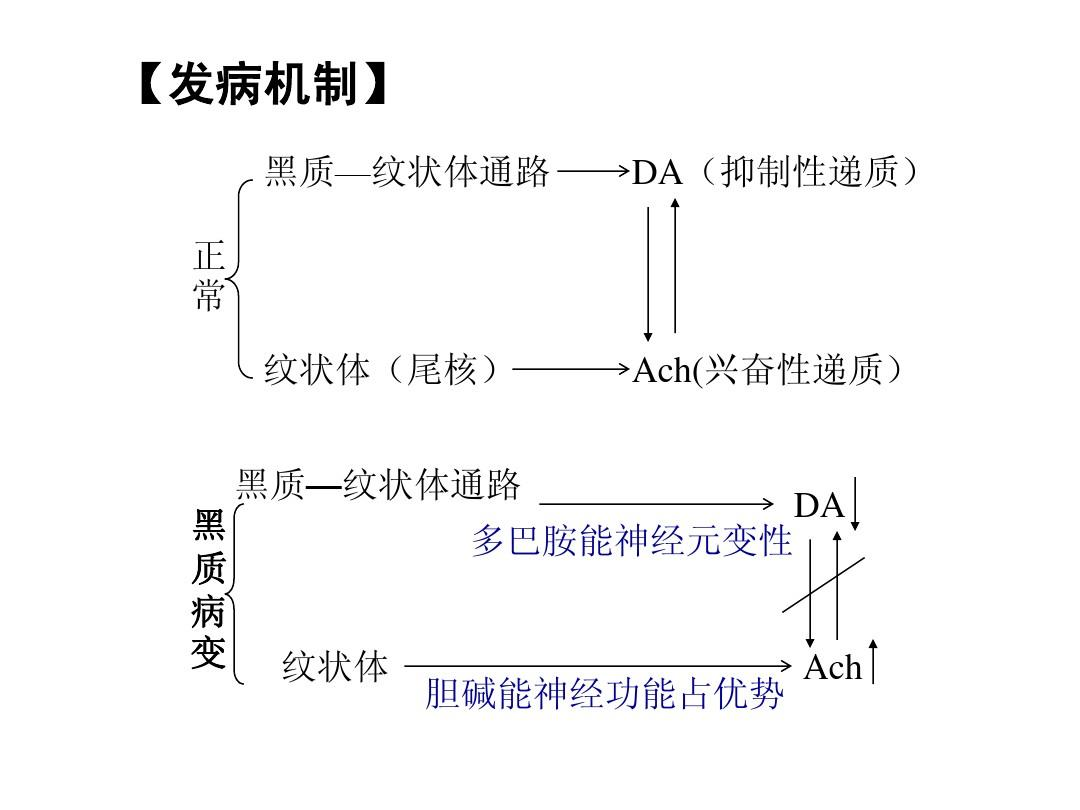 【发病机制】
黑质—纹状体通路 DA（抑制性递质）
正常
纹状体（尾核） Ach(兴奋性递质）
黑质—纹状体通路 DA
多巴胺能神经元变性
黑质病变
纹状体 Ach
胆碱能神经功能占优势